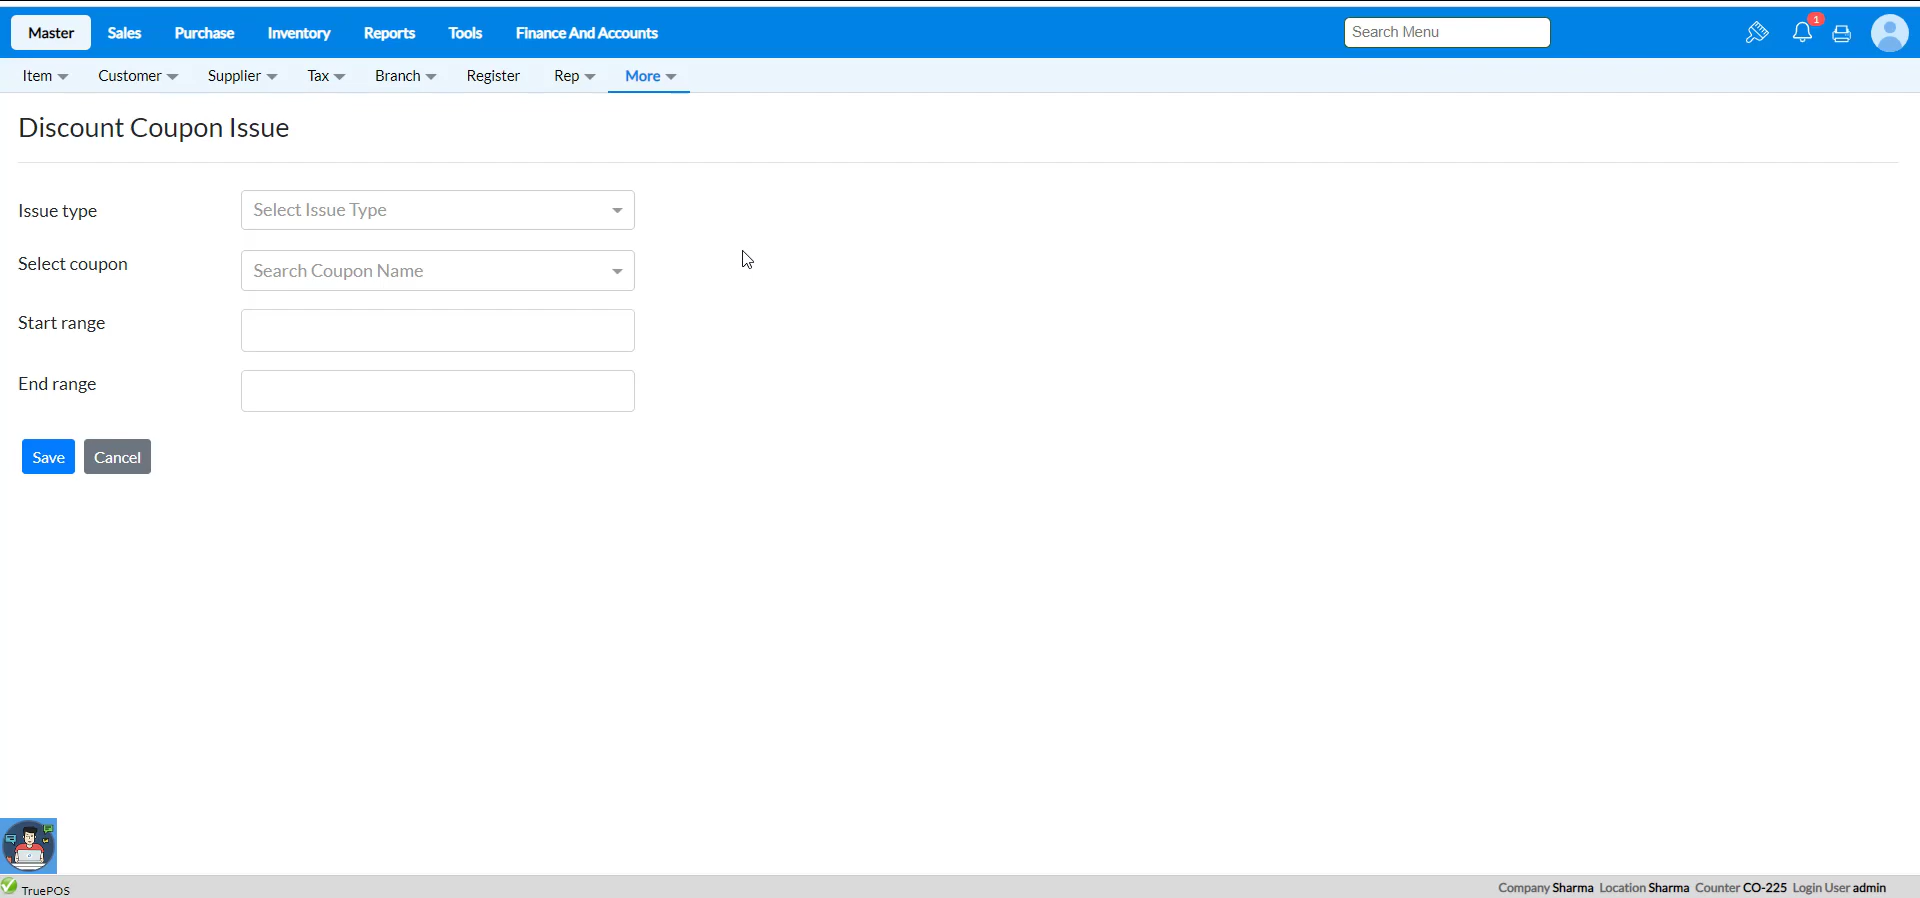 Master Sales Purchase Inventory Reports Tools Finance And Accounts Search Menu 1
Item Customer Supplier Tax Branch Register Rep More
Discount Coupon Issue
Issue type Select Issue Type
Select coupon Search Coupon Name
Start range
End range
Save Cancel
TruePOS Company Sharma Location Sharma Counter CO-225 Login User admin